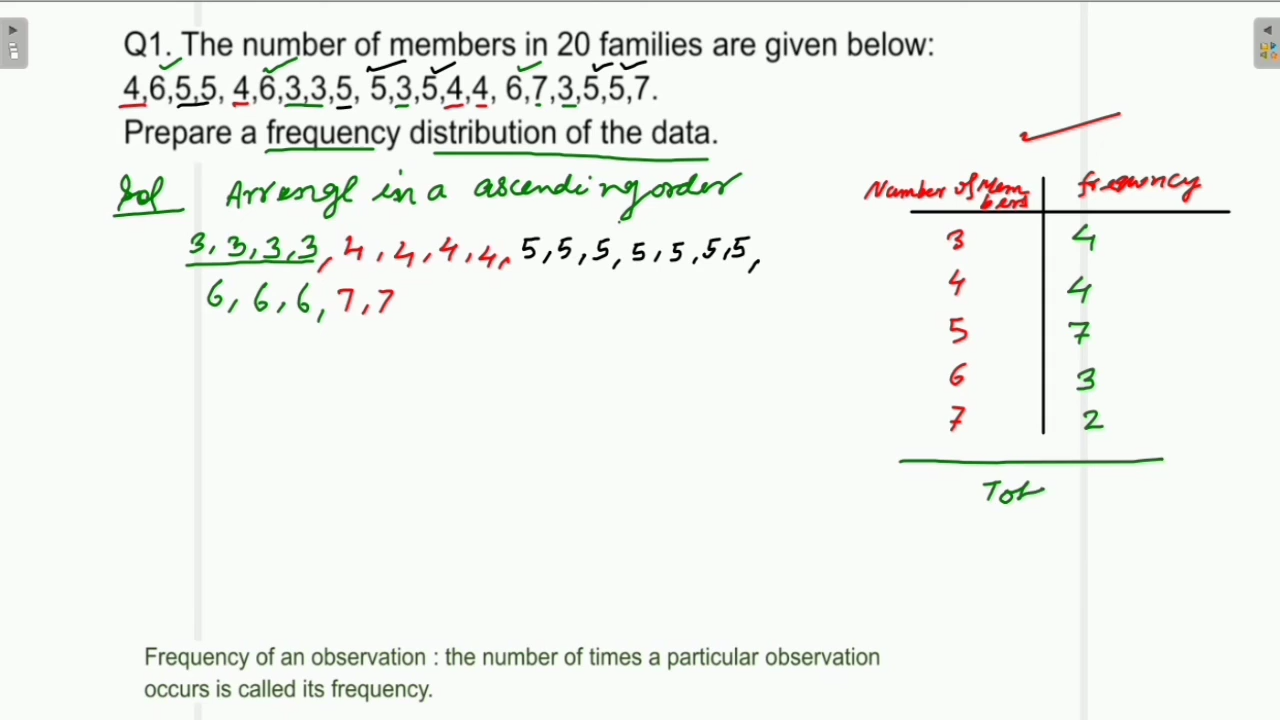 Q1. The number of members in 20 families are given below:
4,6,5,5, 4,6,3,3,5, 5,3,5,4,4, 6,7,3,5,5,7.
Prepare a frequency distribution of the data.
Sol Arrengl in a ascending order
3, 3, 3, 3, 4, 4, 4, 4, 5, 5, 5, 5, 5, 5, 5,
6, 6, 6, 7, 7
Number of Mem bers frequency
3 4
4 4
5 7
6 3
7 2
Tot
Frequency of an observation : the number of times a particular observation
occurs is called its frequency.